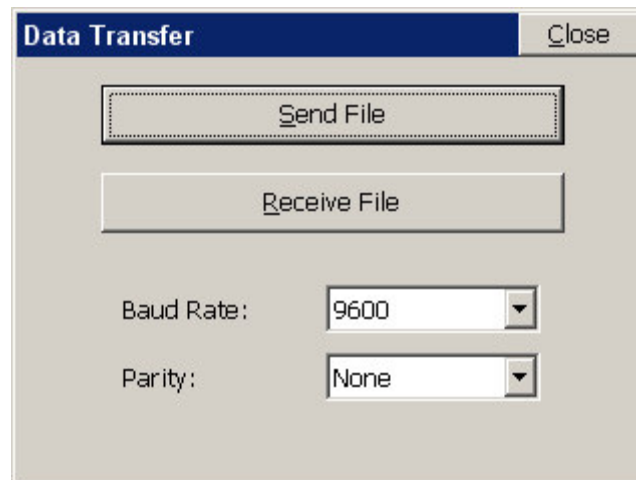 Data Transfer Close
Send File
Receive File
Baud Rate: 9600
Parity: None